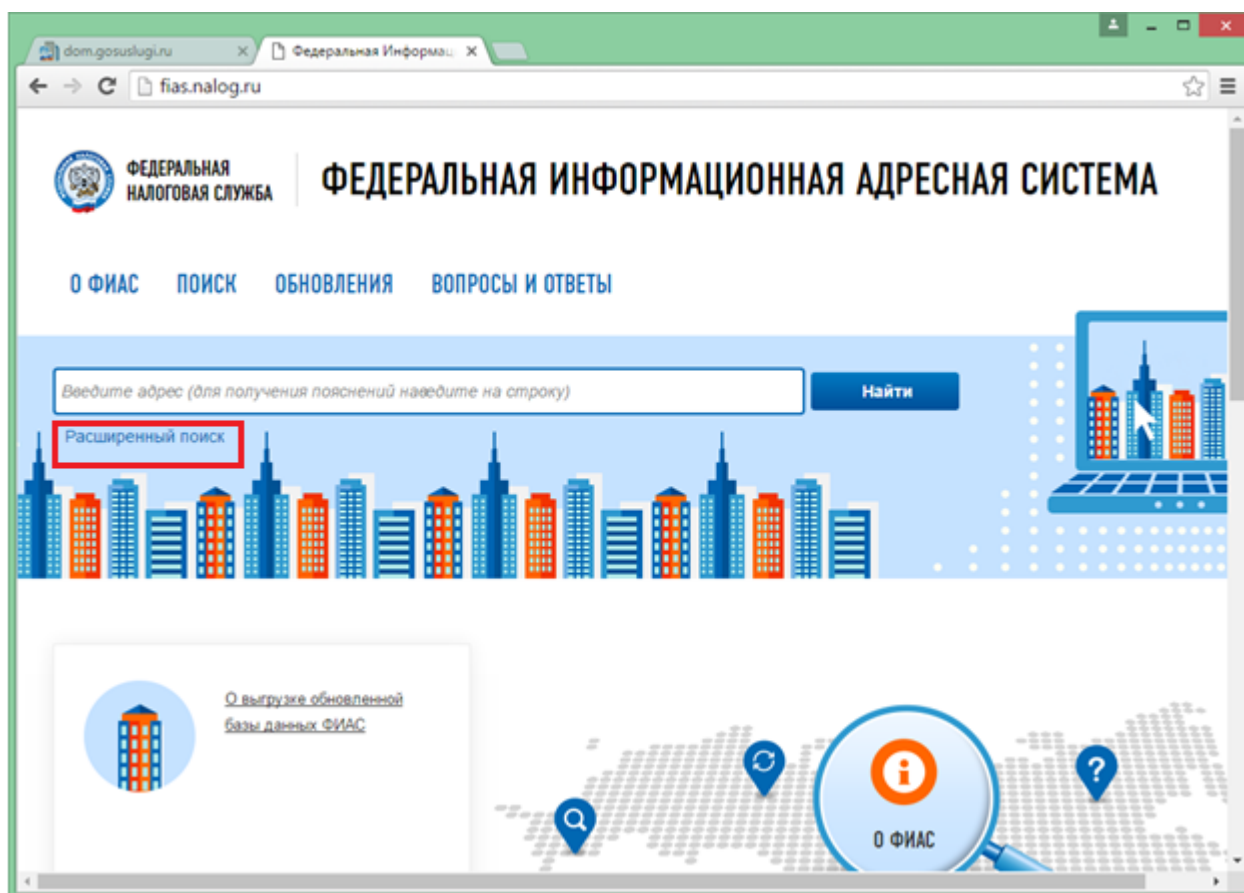 dom.gosuslugi.ru
Федеральная Информац
fias.nalog.ru
ФЕДЕРАЛЬНАЯ
НАЛОГОВАЯ СЛУЖБА
ФЕДЕРАЛЬНАЯ ИНФОРМАЦИОННАЯ АДРЕСНАЯ СИСТЕМА
О ФИАС ПОИСК ОБНОВЛЕНИЯ ВОПРОСЫ И ОТВЕТЫ
Введите адрес (для получения пояснений наведите на строку)
Найти
Расширенный поиск
О выгрузке обновленной
базы данных ФИАС
О ФИАС